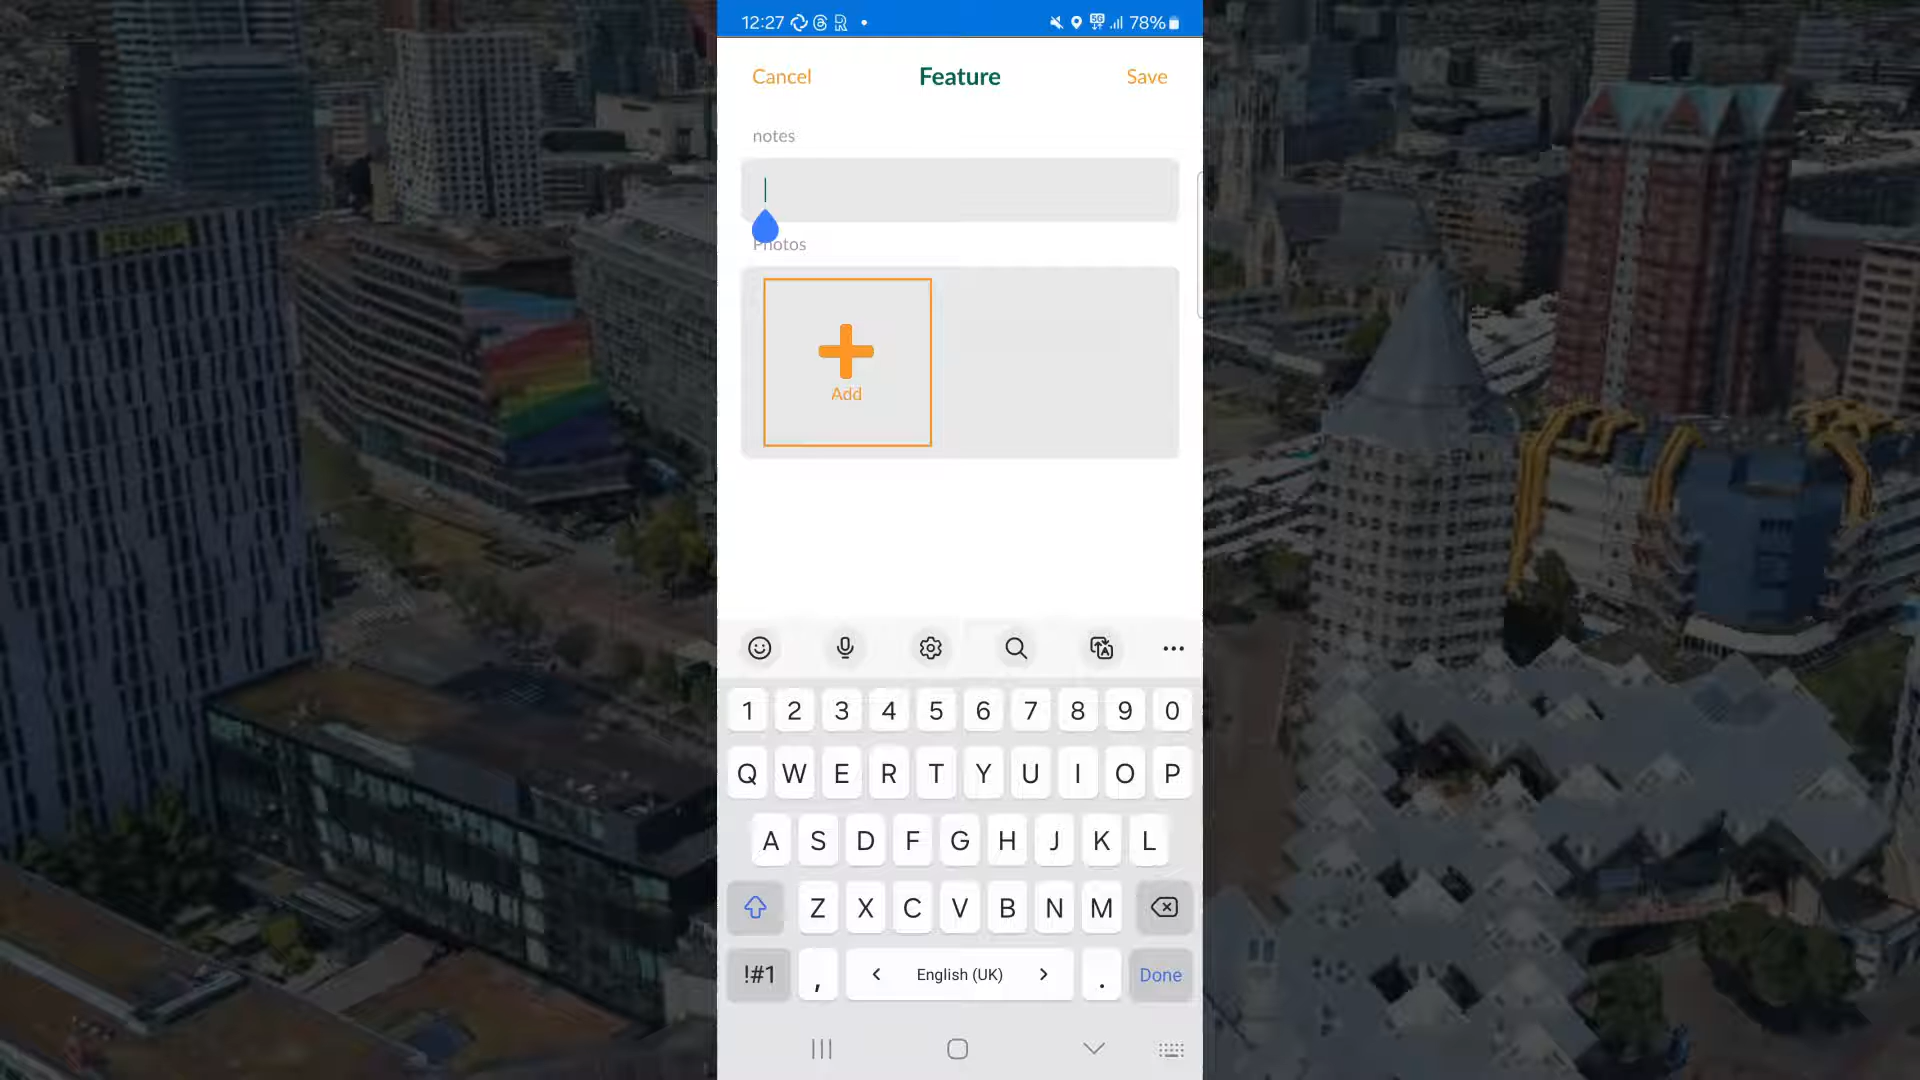 12:27 78%
Cancel Feature Save
notes
Photos
Add
1 2 3 4 5 6 7 8 9 0
Q W E R T Y U I O P
A S D F G H J K L
Z X C V B N M
!#1 , < English (UK) > . Done